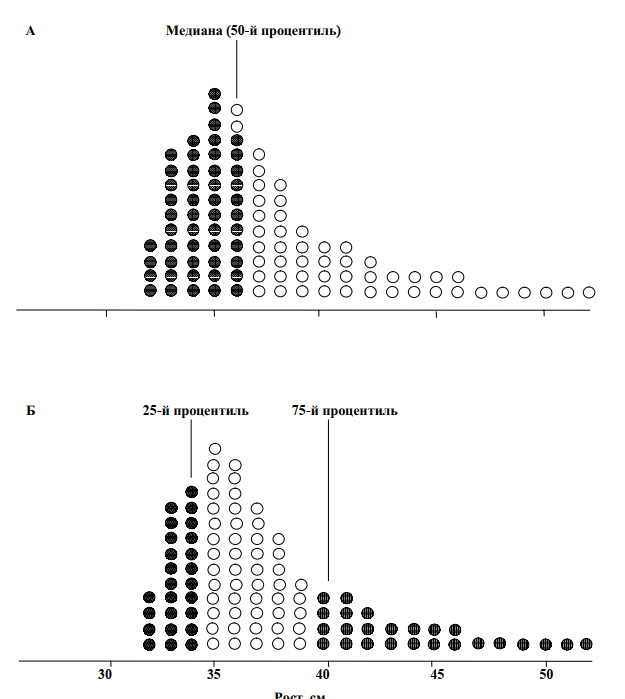 А
Медиана (50-й процентиль)
Б
25-й процентиль 75-й процентиль
30 35 40 45 50
Рост, см